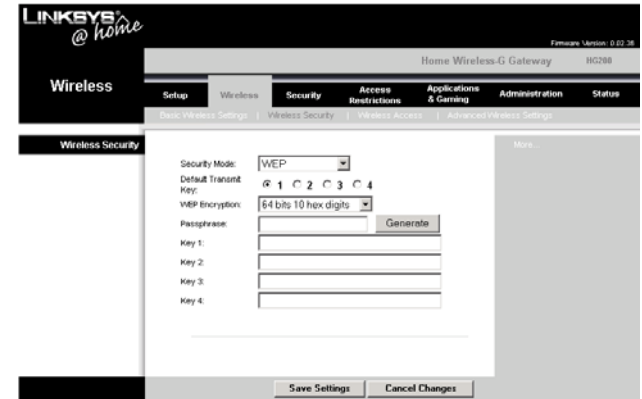 LINKSYS®
@ home
Firmware Version: 0.02.38
Home Wireless-G Gateway HG200
Wireless
Setup Wireless Security Access Restrictions Applications & Gaming Administration Status
Basic Wireless Settings | Wireless Security | Wireless Access | Advanced Wireless Settings
Wireless Security
More...
Security Mode: WEP
Default Transmit Key: 1 2 3 4
WEP Encryption: 64 bits 10 hex digits
Passphrase: Generate
Key 1:
Key 2:
Key 3:
Key 4:
Save Settings Cancel Changes